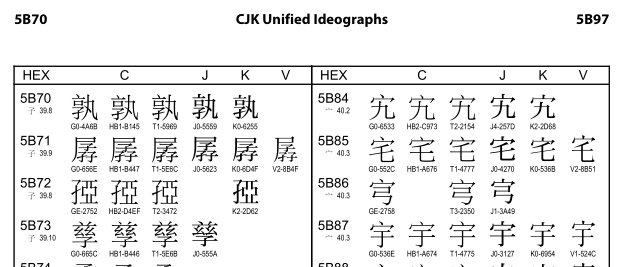 5B70 CJK Unified Ideographs 5B97
HEX C J K V
5B70 孰 孰 孰 孰 孰
子 39.8 G0-4A6B HB1-B145 T1-5969 J0-5559 K0-6255
5B71 孱 孱 孱 孱 孱 孱
子 39.9 G0-656E HB1-B447 T1-5E6C J0-5623 K0-6D4F V2-8B4F
5B72 孲 孲 孲 孲
子 39.9 GE-2752 HB2-D4EF T2-3472 K2-2D62
5B73 孳 孳 孳 孳
子 39.10 G0-665C HB1-B446 T1-5E6B J0-555A
HEX C J K V
5B84 宄 宄 宄 宄 宄
宀 40.2 G0-6533 HB2-C973 T2-2154 J4-257D K2-2D68
5B85 宅 宅 宅 宅 宅 宅
宀 40.3 G0-552C HB1-A676 T1-4777 J0-4270 K0-536B V2-8B51
5B86 宆 宆 宆
宀 40.3 GE-2758 T3-2350 J1-3A49
5B87 宇 宇 宇 宇 宇 宇
宀 40.3 G0-536E HB1-A674 T1-4775 J0-3127 K0-6954 V1-524C